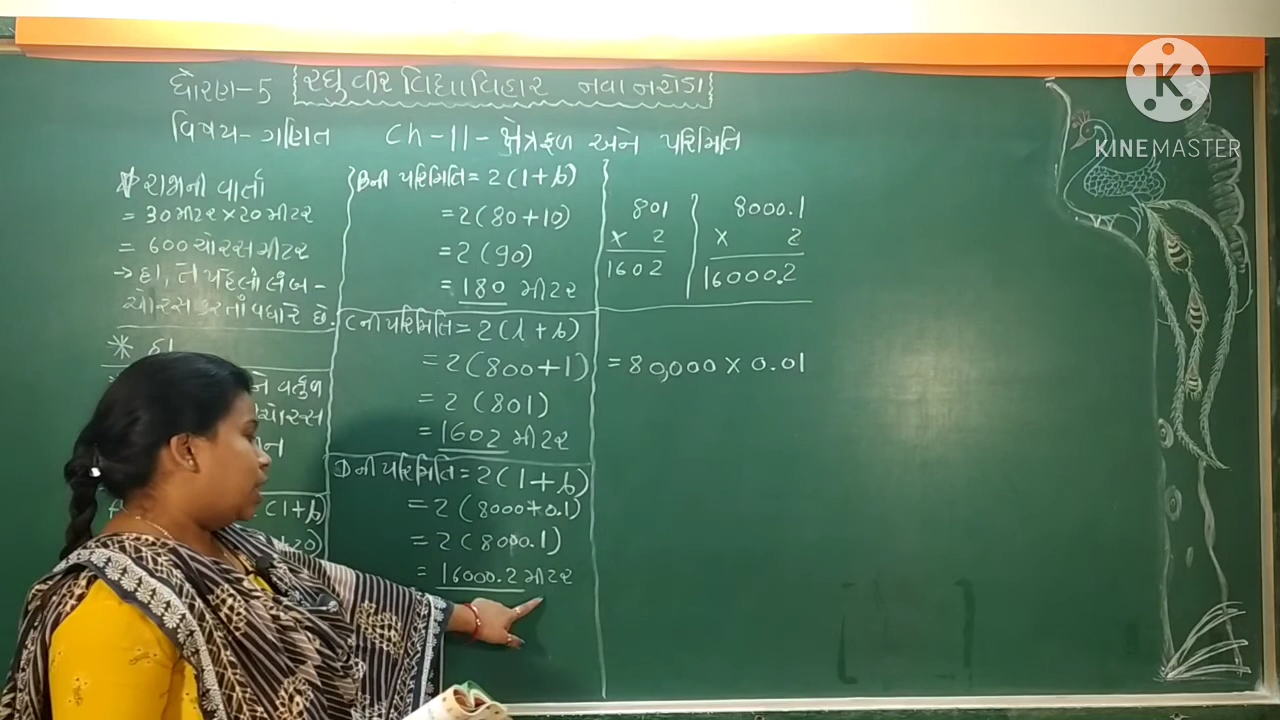 ધોરણ-5 {રઘુવીર વિદ્યાવિહાર નવા નરોડા}
વિષય-ગણિત Ch-11-ક્ષેત્રફળ અને પરિમિતિ
* રાજાની વાર્તા
= 30 મીટર × 20 મીટર
= 600 ચોરસ મીટર
→ હા, તે પહેલાં લંબ-
ચોરસ કરતાં વધારે છે.
* હા
ને વર્તુળ
ચોરસ
(l+b)
+20)
B ની પરિમિતિ = 2(l+b)
= 2(80+10)
= 2(90)
= 180 મીટર
C ની પરિમિતિ = 2(l+b)
= 2(800+1)
= 2(801)
= 1602 મીટર
D ની પરિમિતિ = 2(l+b)
= 2(8000+0.1)
= 2(8000.1)
= 16000.2 મીટર
801
× 2
1602
8000.1
× 2
16000.2
= 80,000 × 0.01
K
KINEMASTER